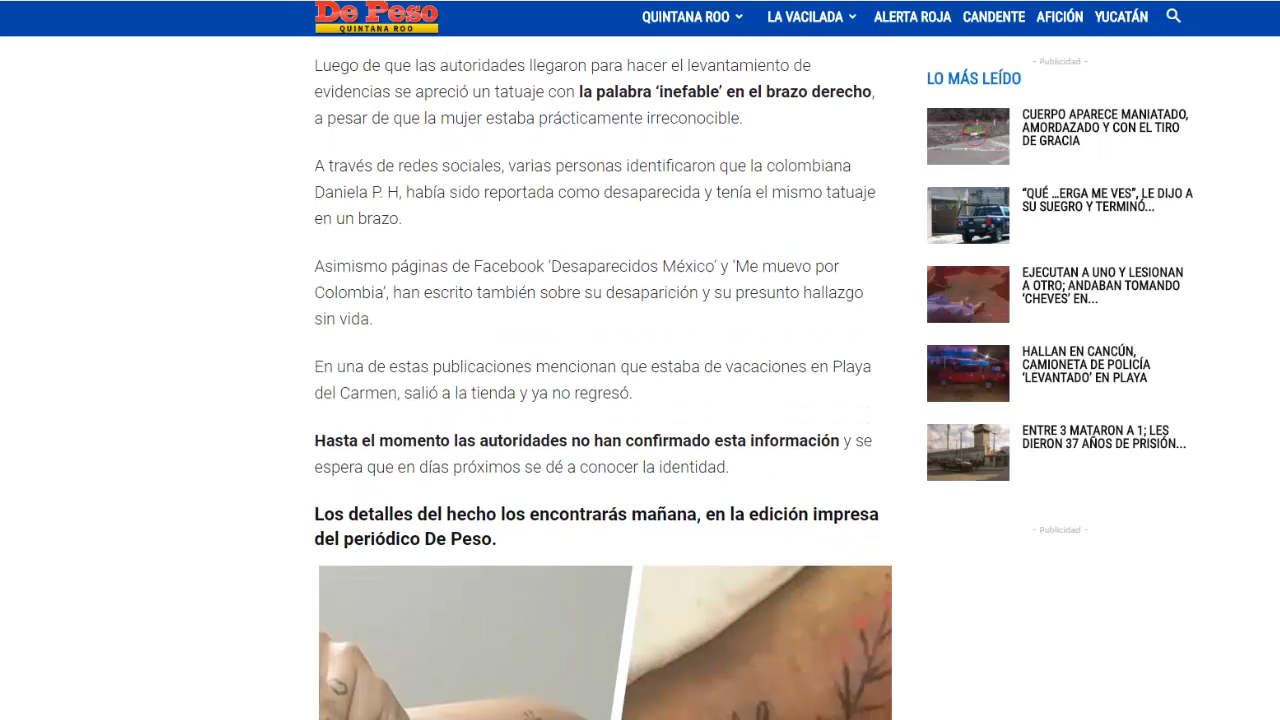 De Peso
QUINTANA ROO
QUINTANA ROO
LA VACILADA
ALERTA ROJA
CANDENTE
AFICIÓN
YUCATÁN
Luego de que las autoridades llegaron para hacer el levantamiento de
evidencias se apreció un tatuaje con la palabra ‘inefable’ en el brazo derecho,
a pesar de que la mujer estaba prácticamente irreconocible.
A través de redes sociales, varias personas identificaron que la colombiana
Daniela P. H, había sido reportada como desaparecida y tenía el mismo tatuaje
en un brazo.
Asimismo páginas de Facebook ‘Desaparecidos México’ y ‘Me muevo por
Colombia’, han escrito también sobre su desaparición y su presunto hallazgo
sin vida.
En una de estas publicaciones mencionan que estaba de vacaciones en Playa
del Carmen, salió a la tienda y ya no regresó.
Hasta el momento las autoridades no han confirmado esta información y se
espera que en días próximos se dé a conocer la identidad.
Los detalles del hecho los encontrarás mañana, en la edición impresa
del periódico De Peso.
- Publicidad -
LO MÁS LEÍDO
CUERPO APARECE MANIATADO,
AMORDAZADO Y CON EL TIRO
DE GRACIA
“QUÉ ...ERGA ME VES”, LE DIJO A
SU SUEGRO Y TERMINÓ...
EJECUTAN A UNO Y LESIONAN
A OTRO; ANDABAN TOMANDO
‘CHEVES’ EN...
HALLAN EN CANCÚN,
CAMIONETA DE POLICÍA
‘LEVANTADO’ EN PLAYA
ENTRE 3 MATARON A 1; LES
DIERON 37 AÑOS DE PRISIÓN...
- Publicidad -